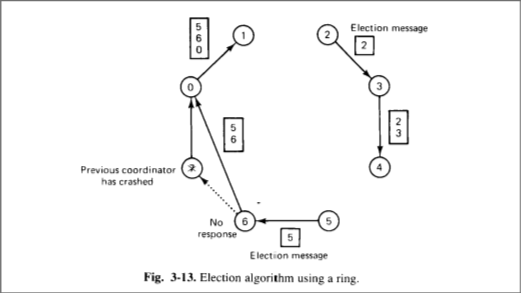 5
6
0
1
2
Election message
2
0
3
5
6
2
3
Previous coordinator
has crashed
7
4
No
response
6
5
5
Election message
Fig. 3-13. Election algorithm using a ring.